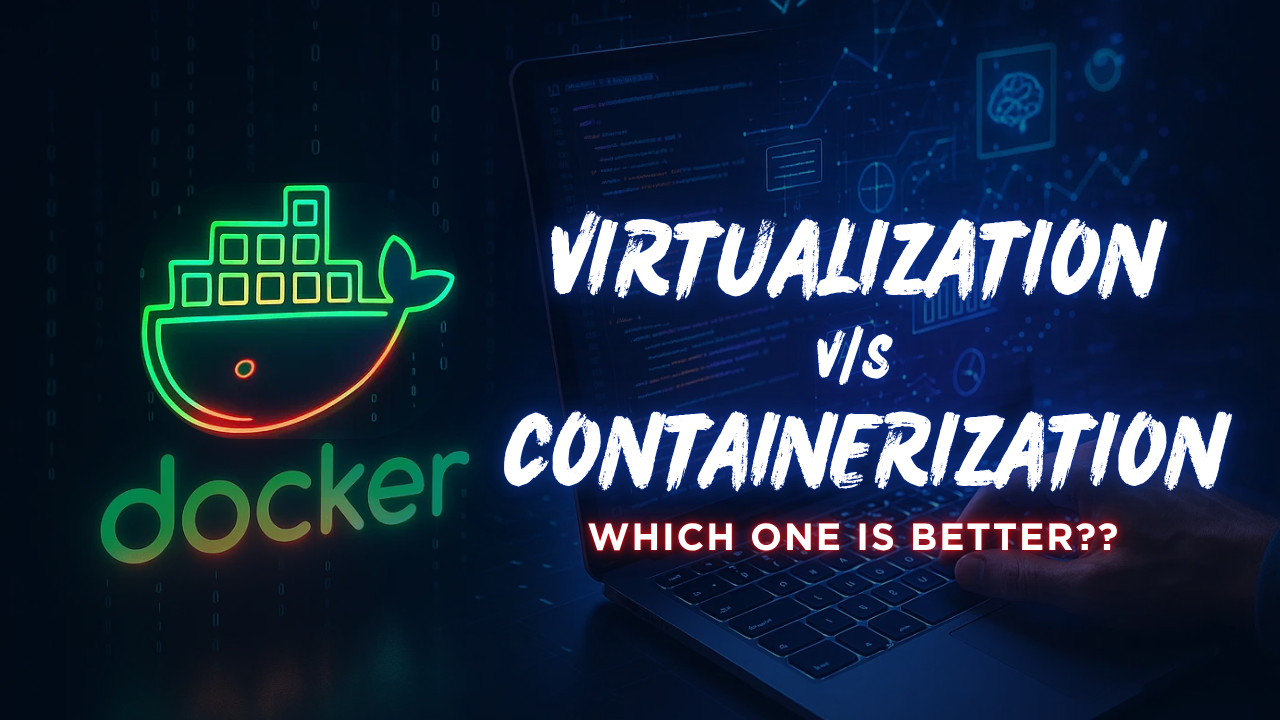 docker
VIRTUALIZATION
V/S
CONTAINERIZATION
WHICH ONE IS BETTER??